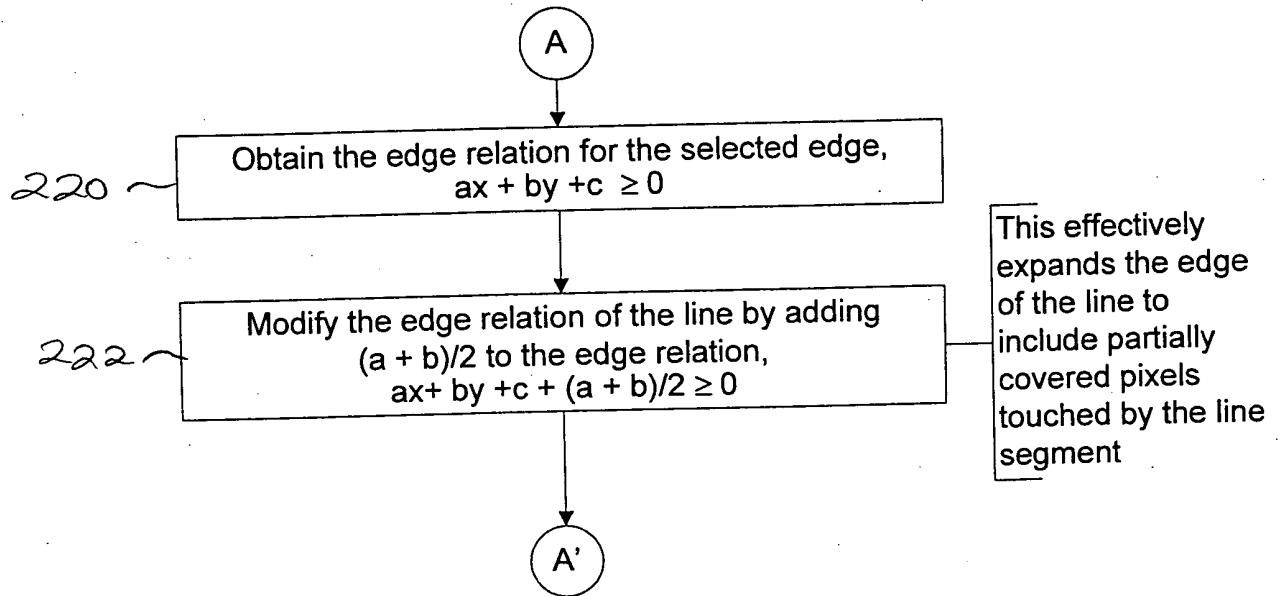 A
220
Obtain the edge relation for the selected edge,
ax + by +c ≥ 0
222
Modify the edge relation of the line by adding
(a + b)/2 to the edge relation,
ax+ by +c + (a + b)/2 ≥ 0
This effectively
expands the edge
of the line to
include partially
covered pixels
touched by the line
segment
A'